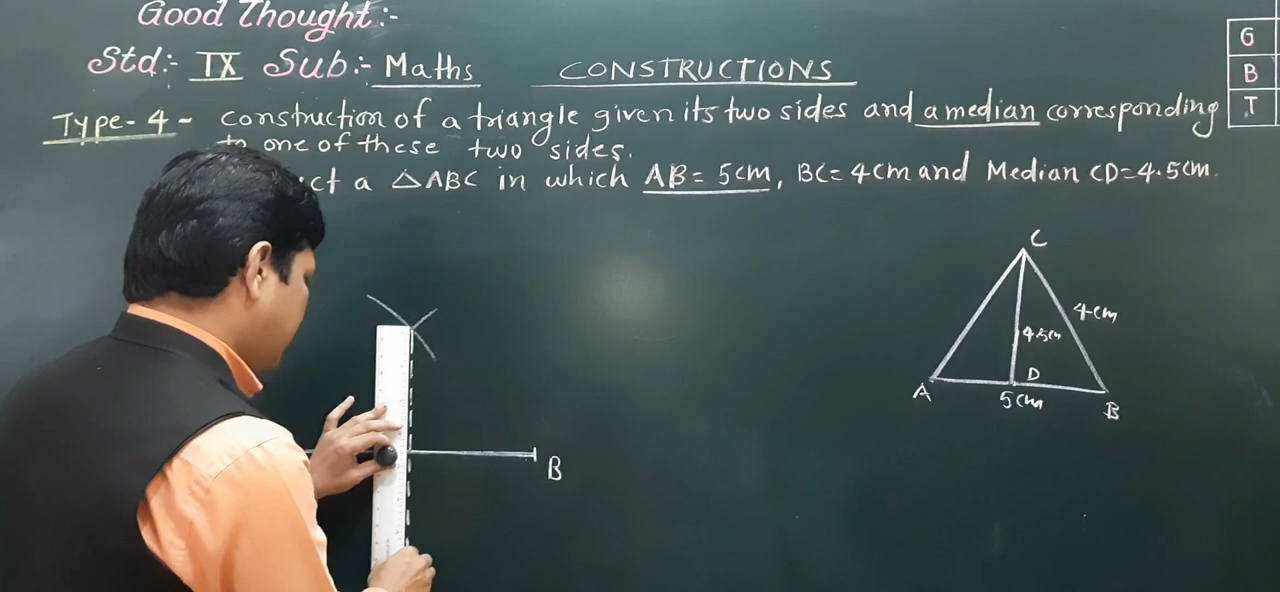 Good Thought:-
Std:- IX Sub:- Maths CONSTRUCTIONS
Type-4- construction of a triangle given its two sides and a median corresponding
to one of these two sides.
ct a △ABC in which AB= 5cm, BC= 4cm and Median CD=4.5cm.
G
B
T
C
4cm
4.5cm
D
A
5cm
B
B